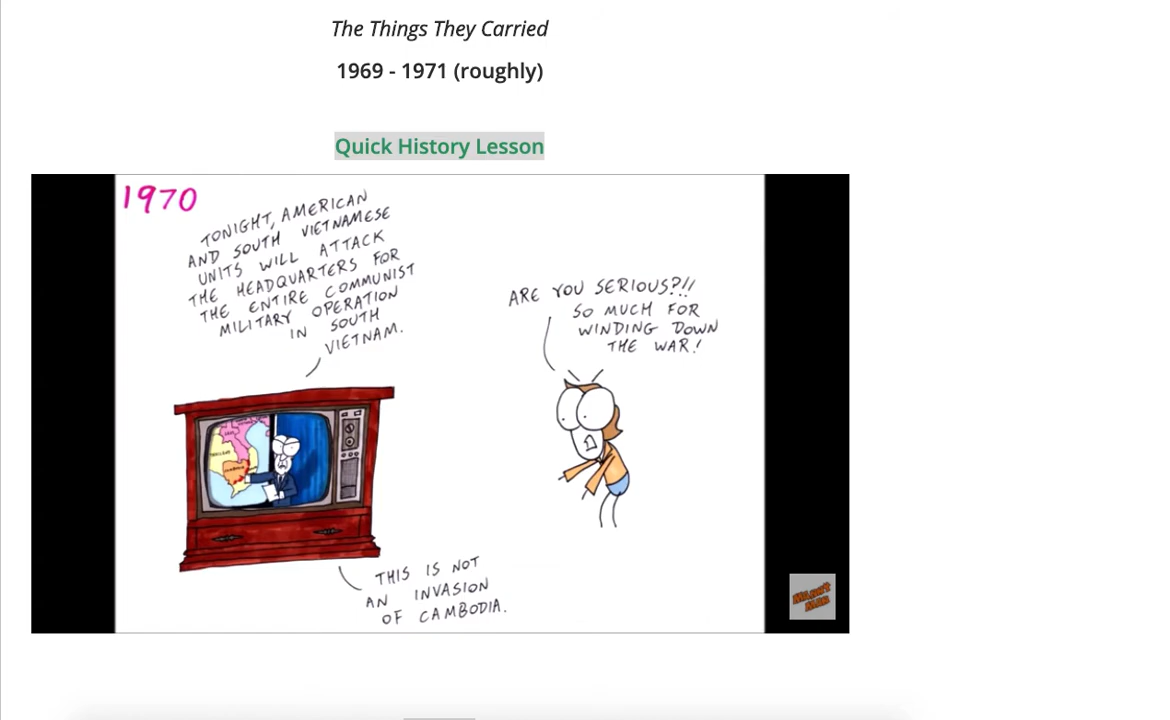 The Things They Carried
1969 - 1971 (roughly)
Quick History Lesson
1970
TONIGHT, AMERICAN
AND SOUTH VIETNAMESE
UNITS WILL ATTACK
THE HEADQUARTERS FOR
THE ENTIRE COMMUNIST
MILITARY OPERATION
IN SOUTH
VIETNAM.
ARE YOU SERIOUS?!!
SO MUCH FOR
WINDING DOWN
THE WAR!
THIS IS NOT
AN INVASION
OF CAMBODIA.